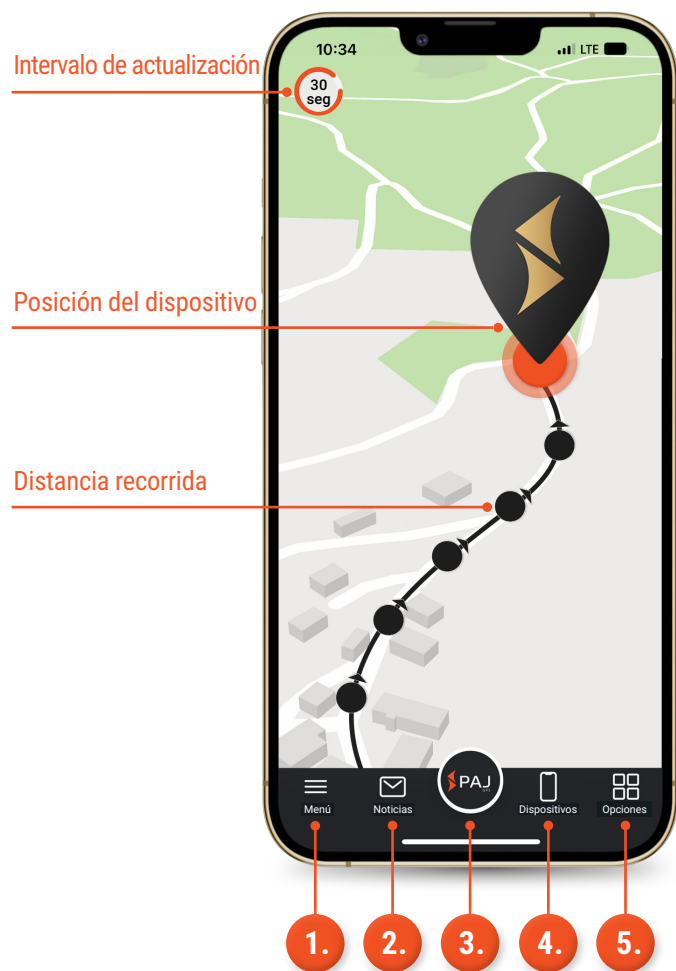 10:34
LTE
Intervalo de actualización
30
seg
Posición del dispositivo
Distancia recorrida
PAJ
Menú
Noticias
Dispositivos
Opciones
1.
2.
3.
4.
5.